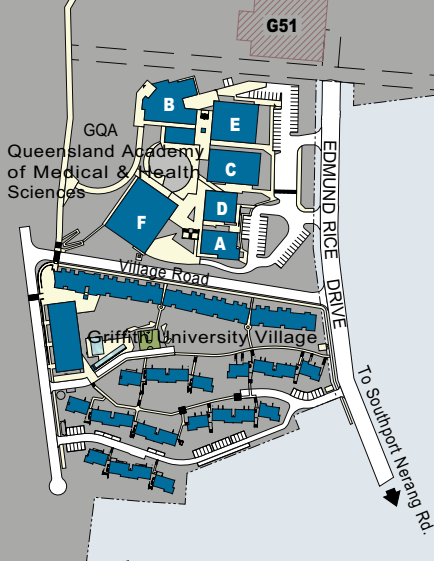 G51
B
E
GQA
Queensland Academy
of Medical & Health
Sciences
C
D
F
A
EDMUND RICE DRIVE
Village Road
Griffith University Village
To Southport Nerang Rd.